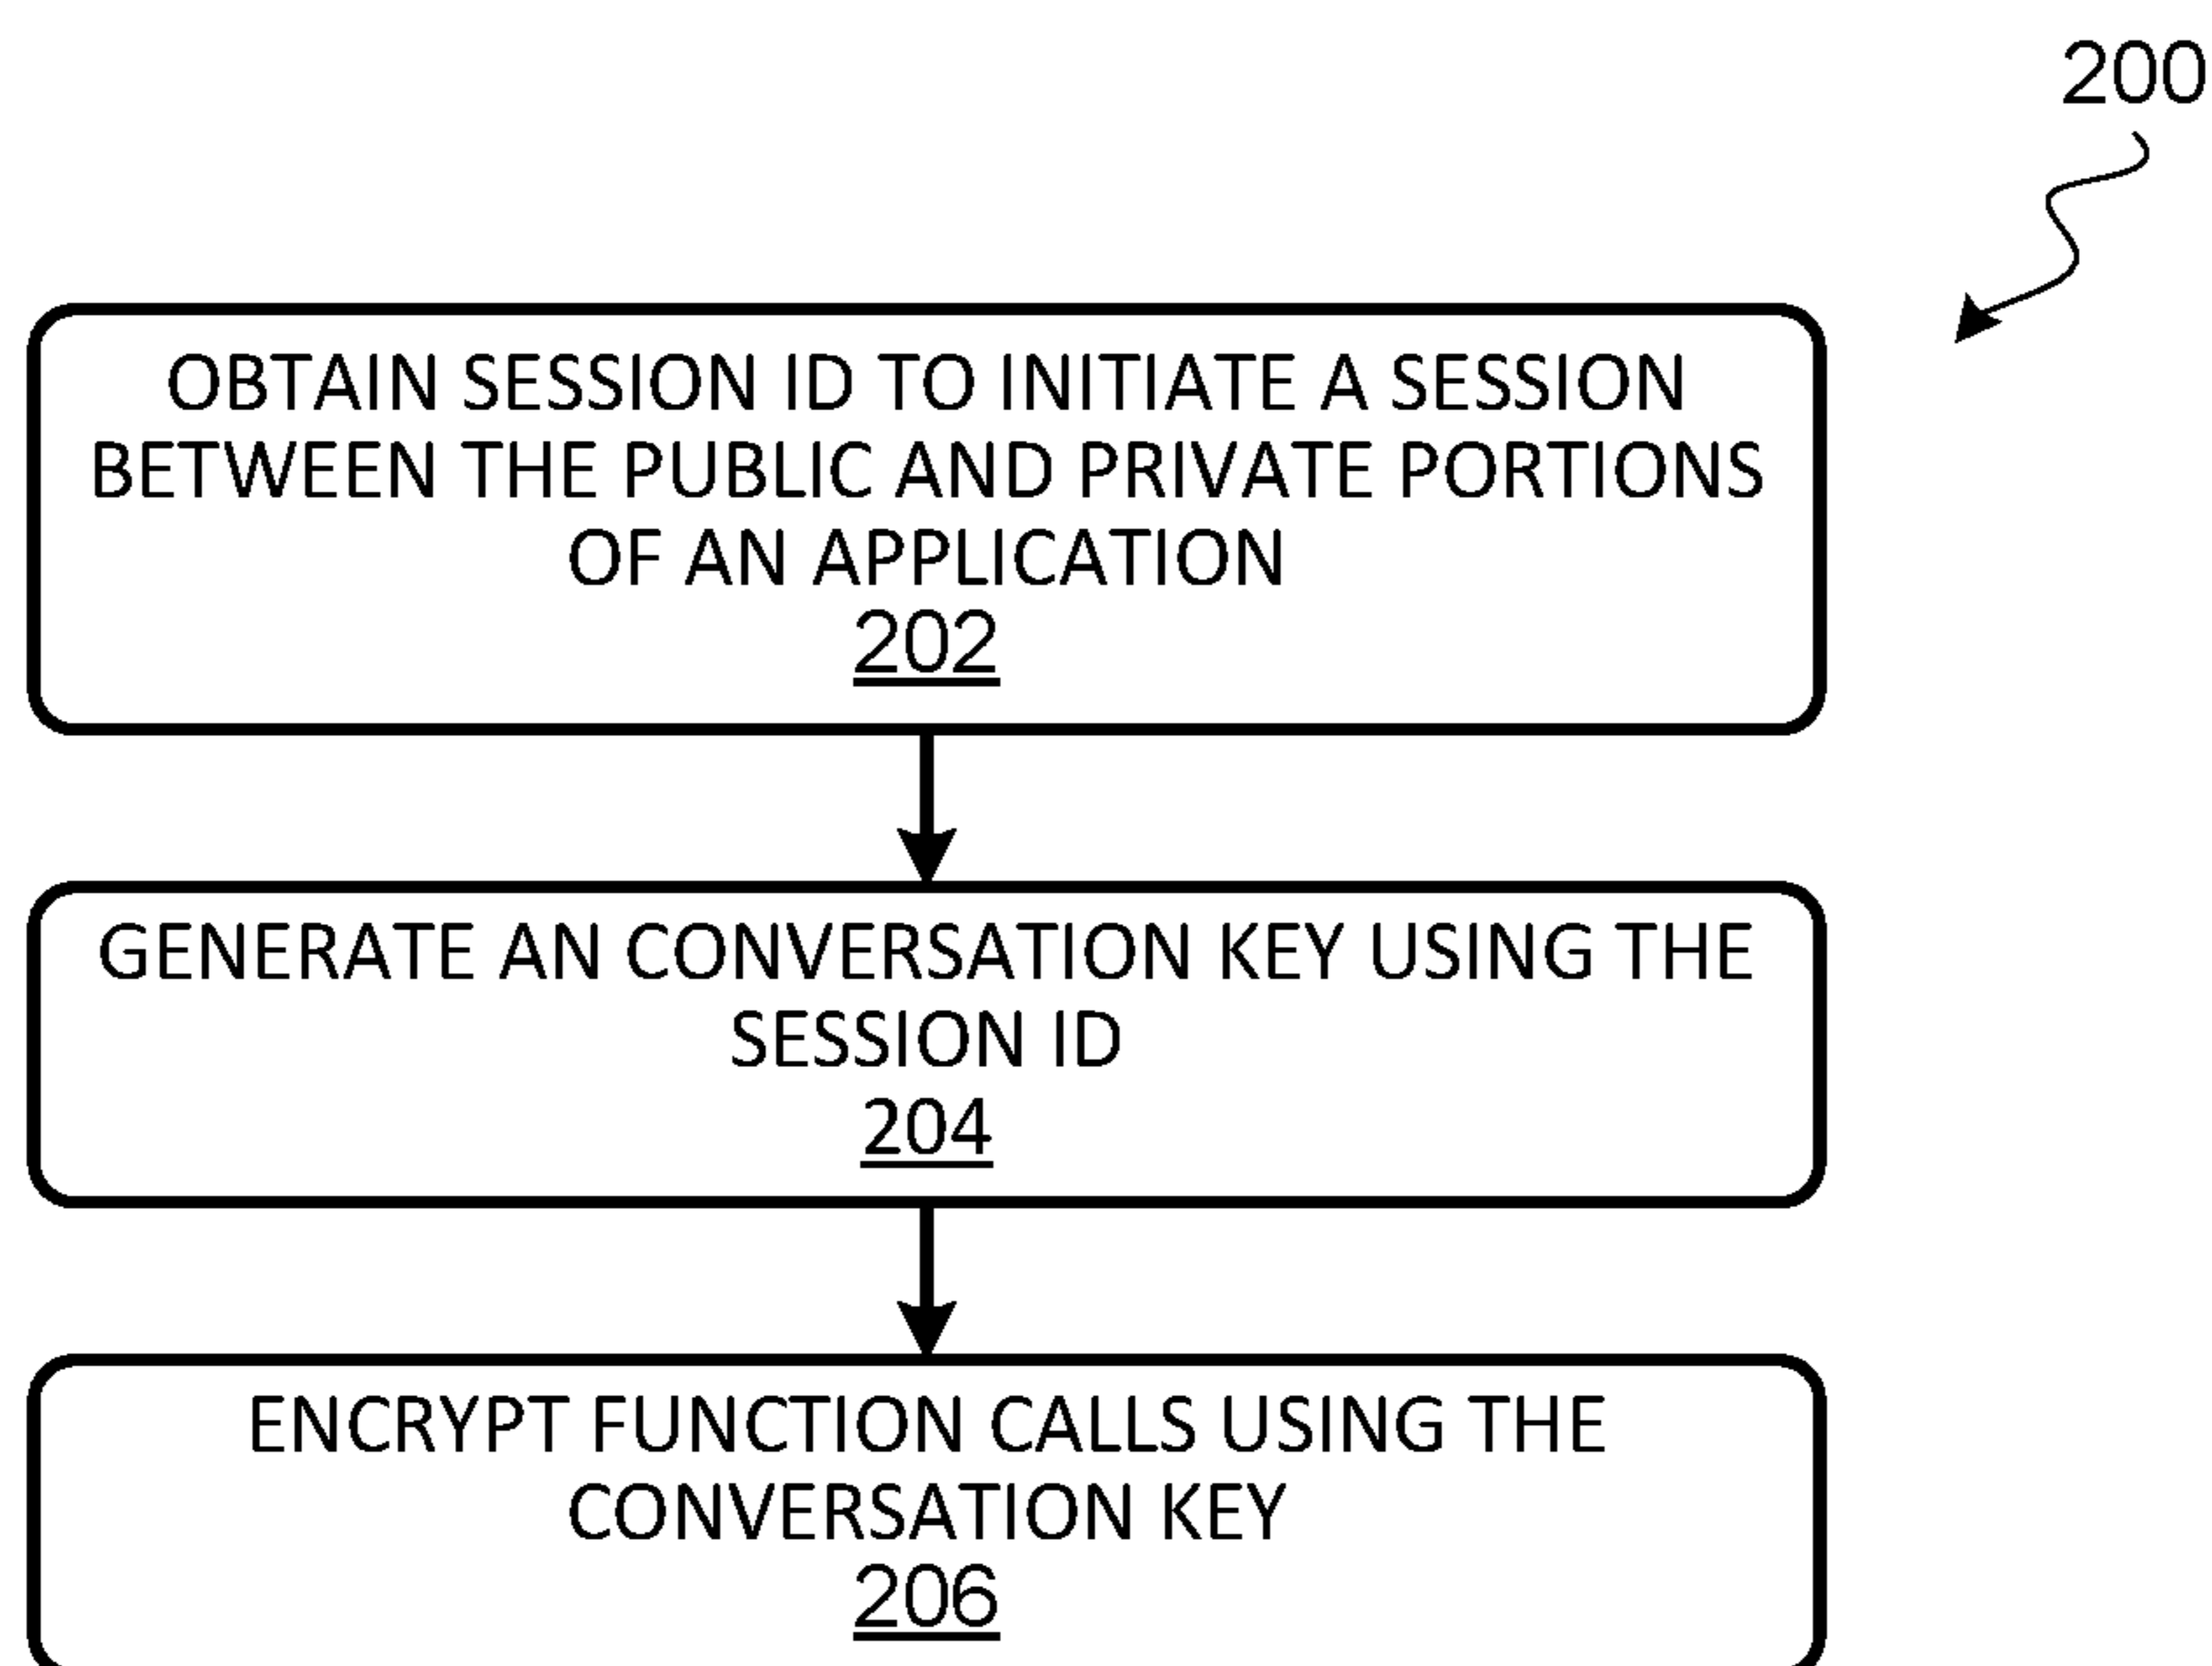 200
OBTAIN SESSION ID TO INITIATE A SESSION
BETWEEN THE PUBLIC AND PRIVATE PORTIONS
OF AN APPLICATION
202
GENERATE AN CONVERSATION KEY USING THE
SESSION ID
204
ENCRYPT FUNCTION CALLS USING THE
CONVERSATION KEY
206